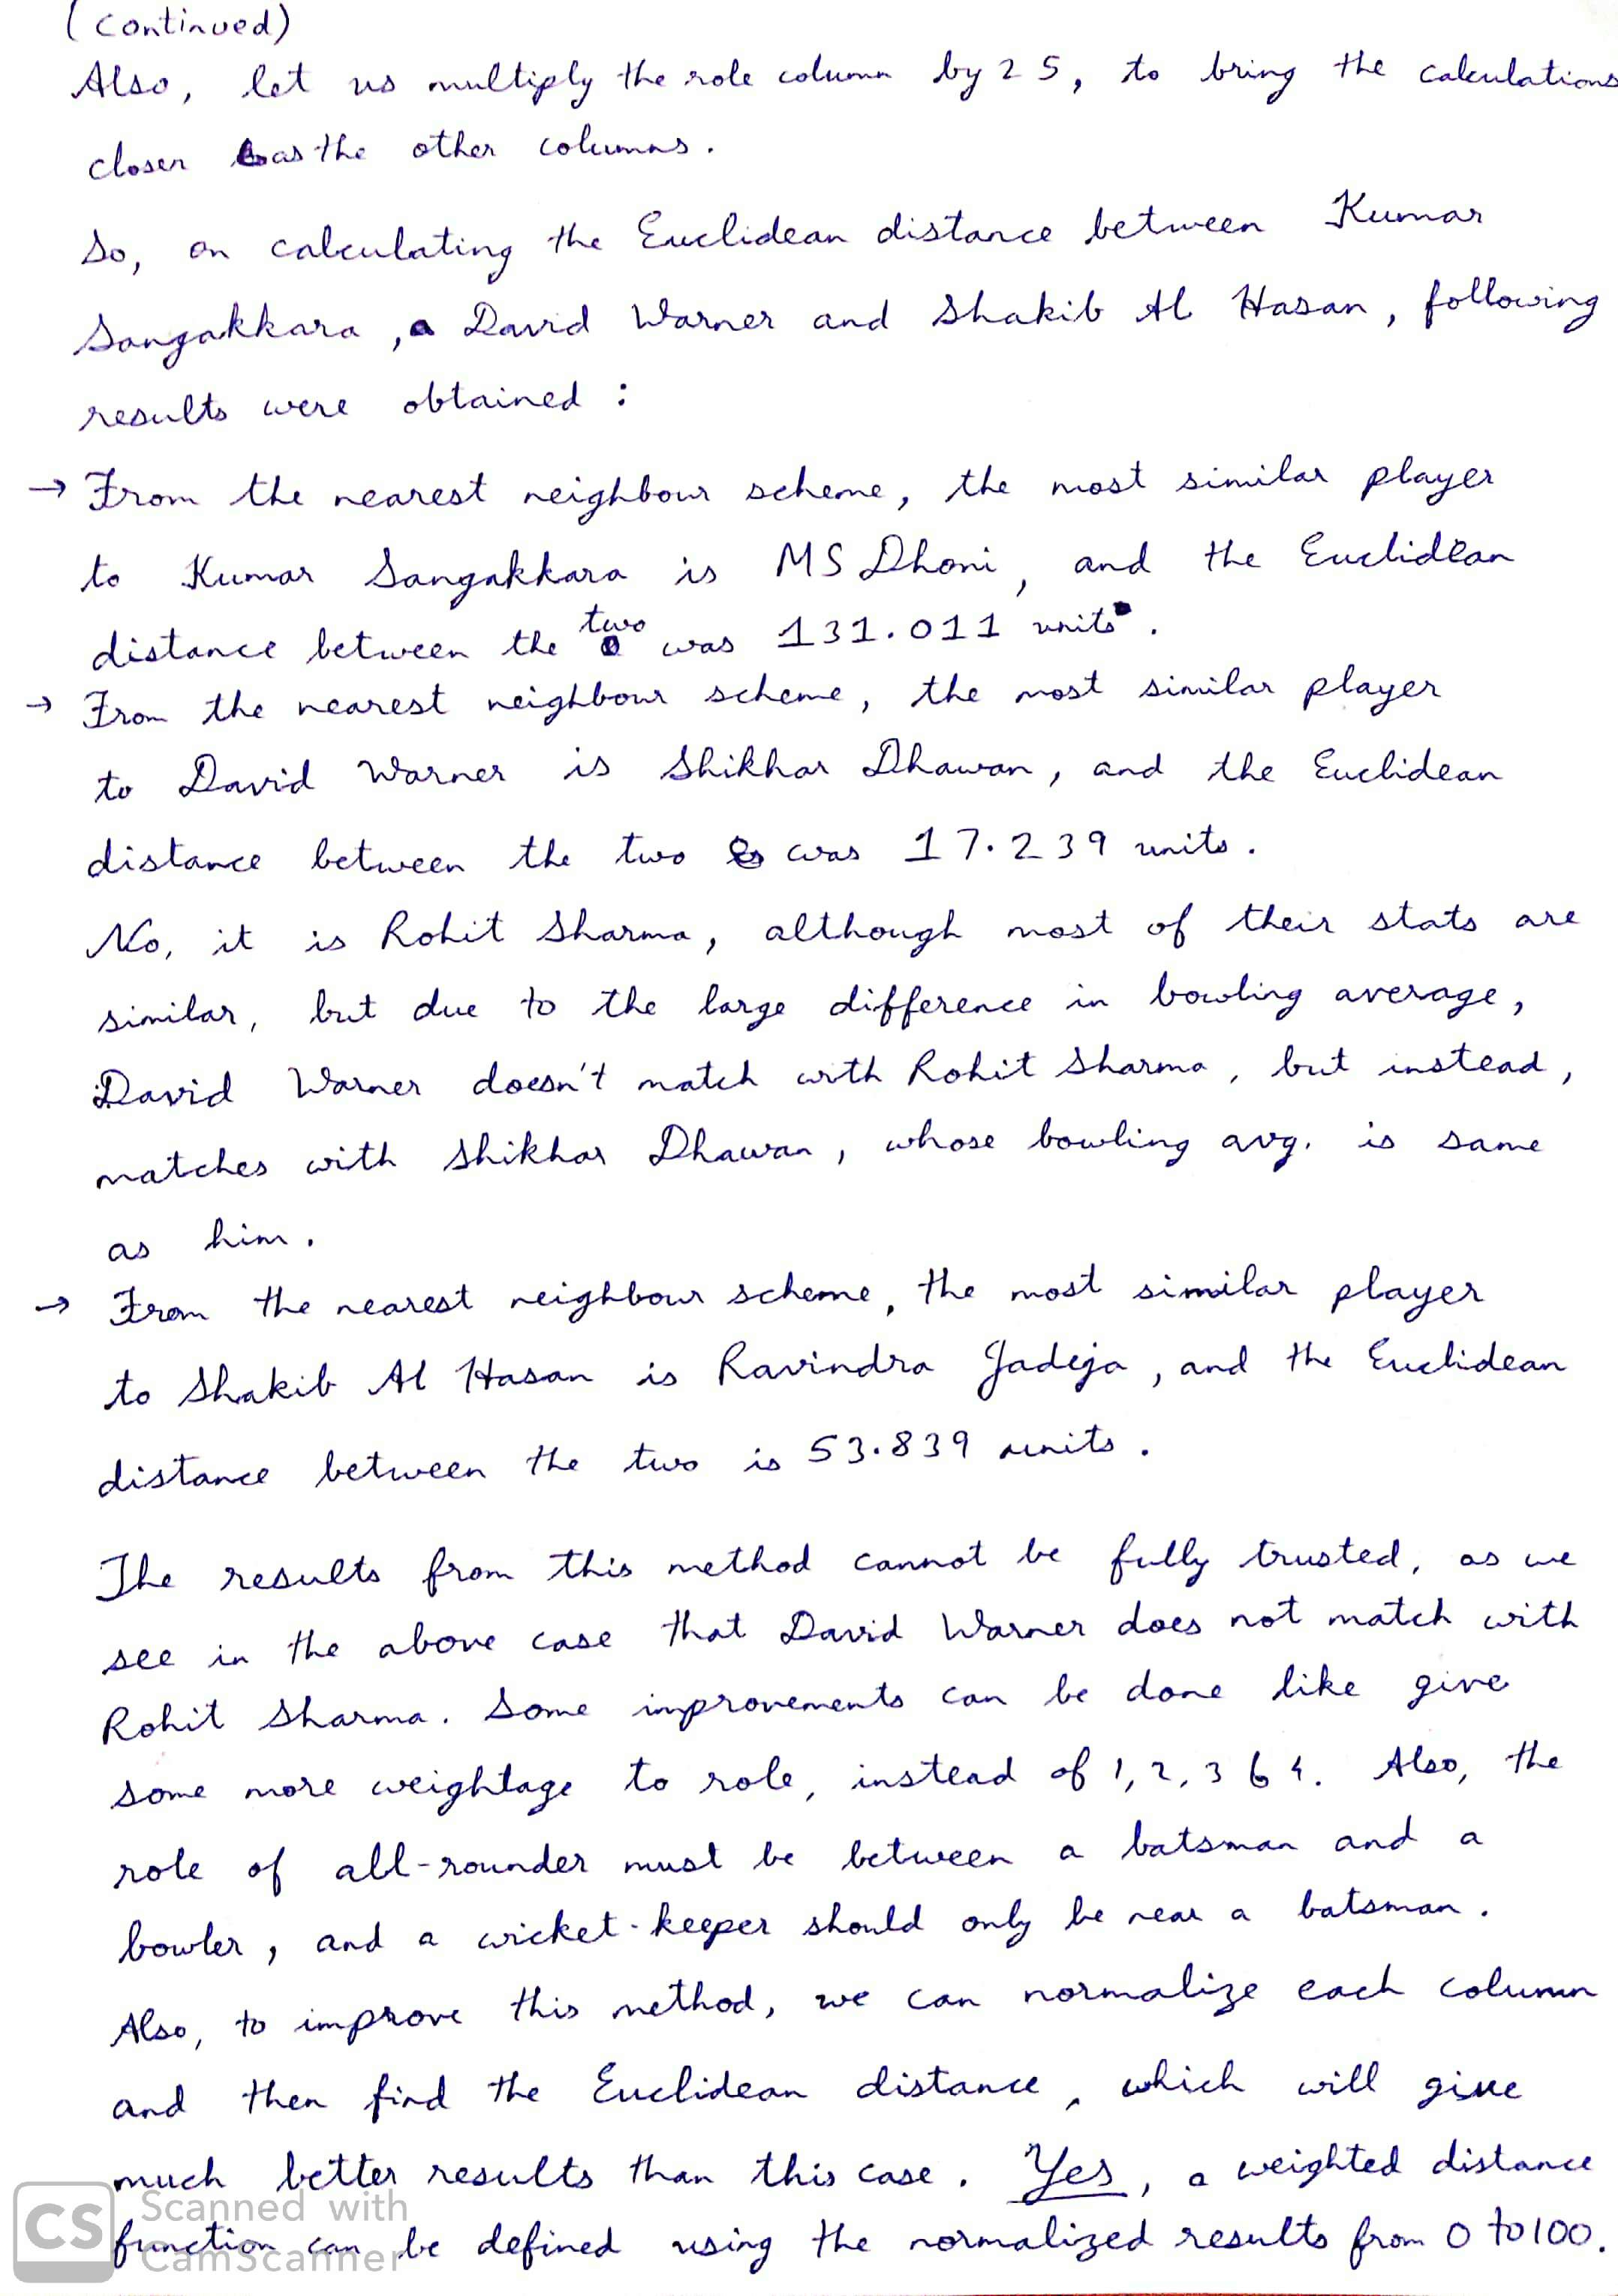 (continued)
Also, let us multiply the role column by 25, to bring the calculations
closer as the other columns.
So, on calculating the Euclidean distance between Kumar
Sangakkara, David Warner and Shakib Al Hasan, following
results were obtained :
→ From the nearest neighbour scheme, the most similar player
to Kumar Sangakkara is MS Dhoni, and the Euclidean
distance between the two was 131.011 units.
→ From the nearest neighbour scheme, the most similar player
to David Warner is Shikhar Dhawan, and the Euclidean
distance between the two was 17.239 units.
No, it is Rohit Sharma, although most of their stats are
similar, but due to the large difference in bowling average,
David Warner doesn't match with Rohit Sharma, but instead,
matches with Shikhar Dhawan, whose bowling avg. is same
as him.
→ From the nearest neighbour scheme, the most similar player
to Shakib Al Hasan is Ravindra Jadeja, and the Euclidean
distance between the two is 53.839 units.
The results from this method cannot be fully trusted, as we
see in the above case that David Warner does not match with
Rohit Sharma. Some improvements can be done like give
some more weightage to role, instead of 1, 2, 3 & 4. Also, the
role of all-rounder must be between a batsman and a
bowler, and a wicket-keeper should only be near a batsman.
Also, to improve this method, we can normalize each column
and then find the Euclidean distance, which will give
much better results than this case. Yes, a weighted distance
function can be defined using the normalized results from 0 to 100.
CS Scanned with
CamScanner